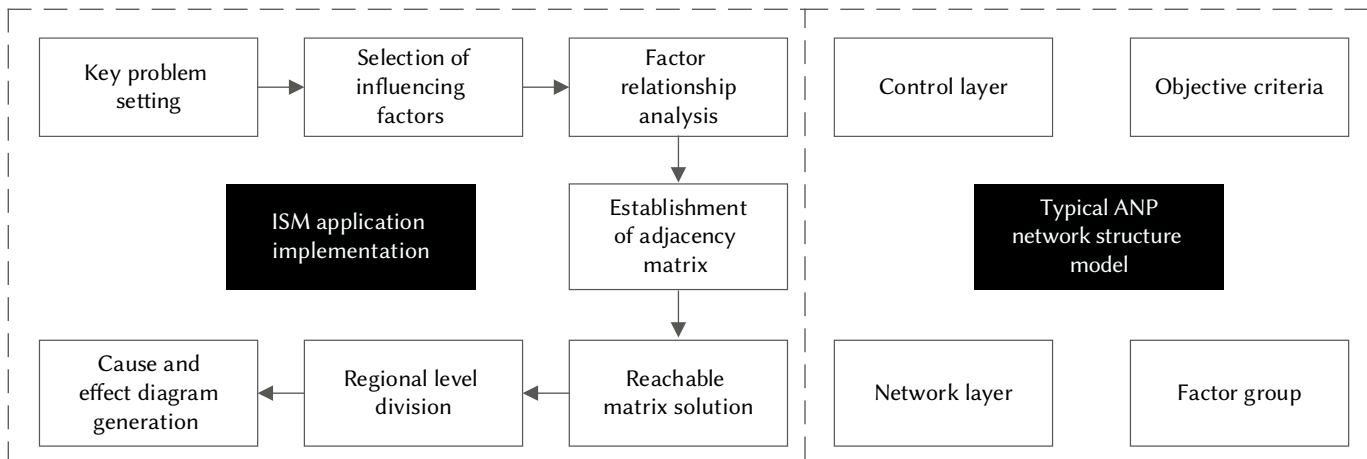 Key problem
setting
Selection of
influencing
factors
Factor
relationship
analysis
Control layer
Objective criteria
ISM application
implementation
Establishment
of adjacency
matrix
Typical ANP
network structure
model
Cause and
effect diagram
generation
Regional level
division
Reachable
matrix solution
Network layer
Factor group